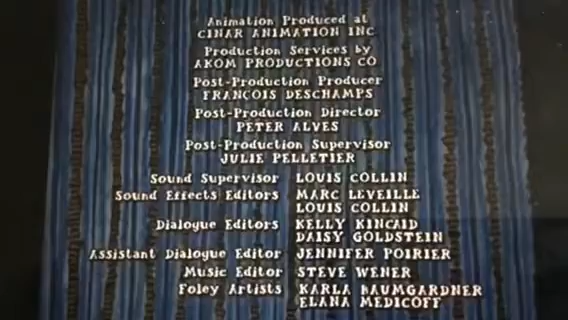 Animation Produced at
CINAR ANIMATION INC
Production Services by
AKOM PRODUCTIONS CO
Post-Production Producer
FRANÇOIS DESCHAMPS
Post-Production Director
PETER ALVES
Post-Production Supervisor
JULIE PELLETIER
Sound Supervisor LOUIS COLLIN
Sound Effects Editors MARC LEVEILLE
LOUIS COLLIN
Dialogue Editors KELLY KINCAID
DAISY GOLDSTEIN
Assistant Dialogue Editor JENNIFER POIRIER
Music Editor STEVE WENER
Foley Artists KARLA BAUMGARDNER
ELANA MEDICOFF